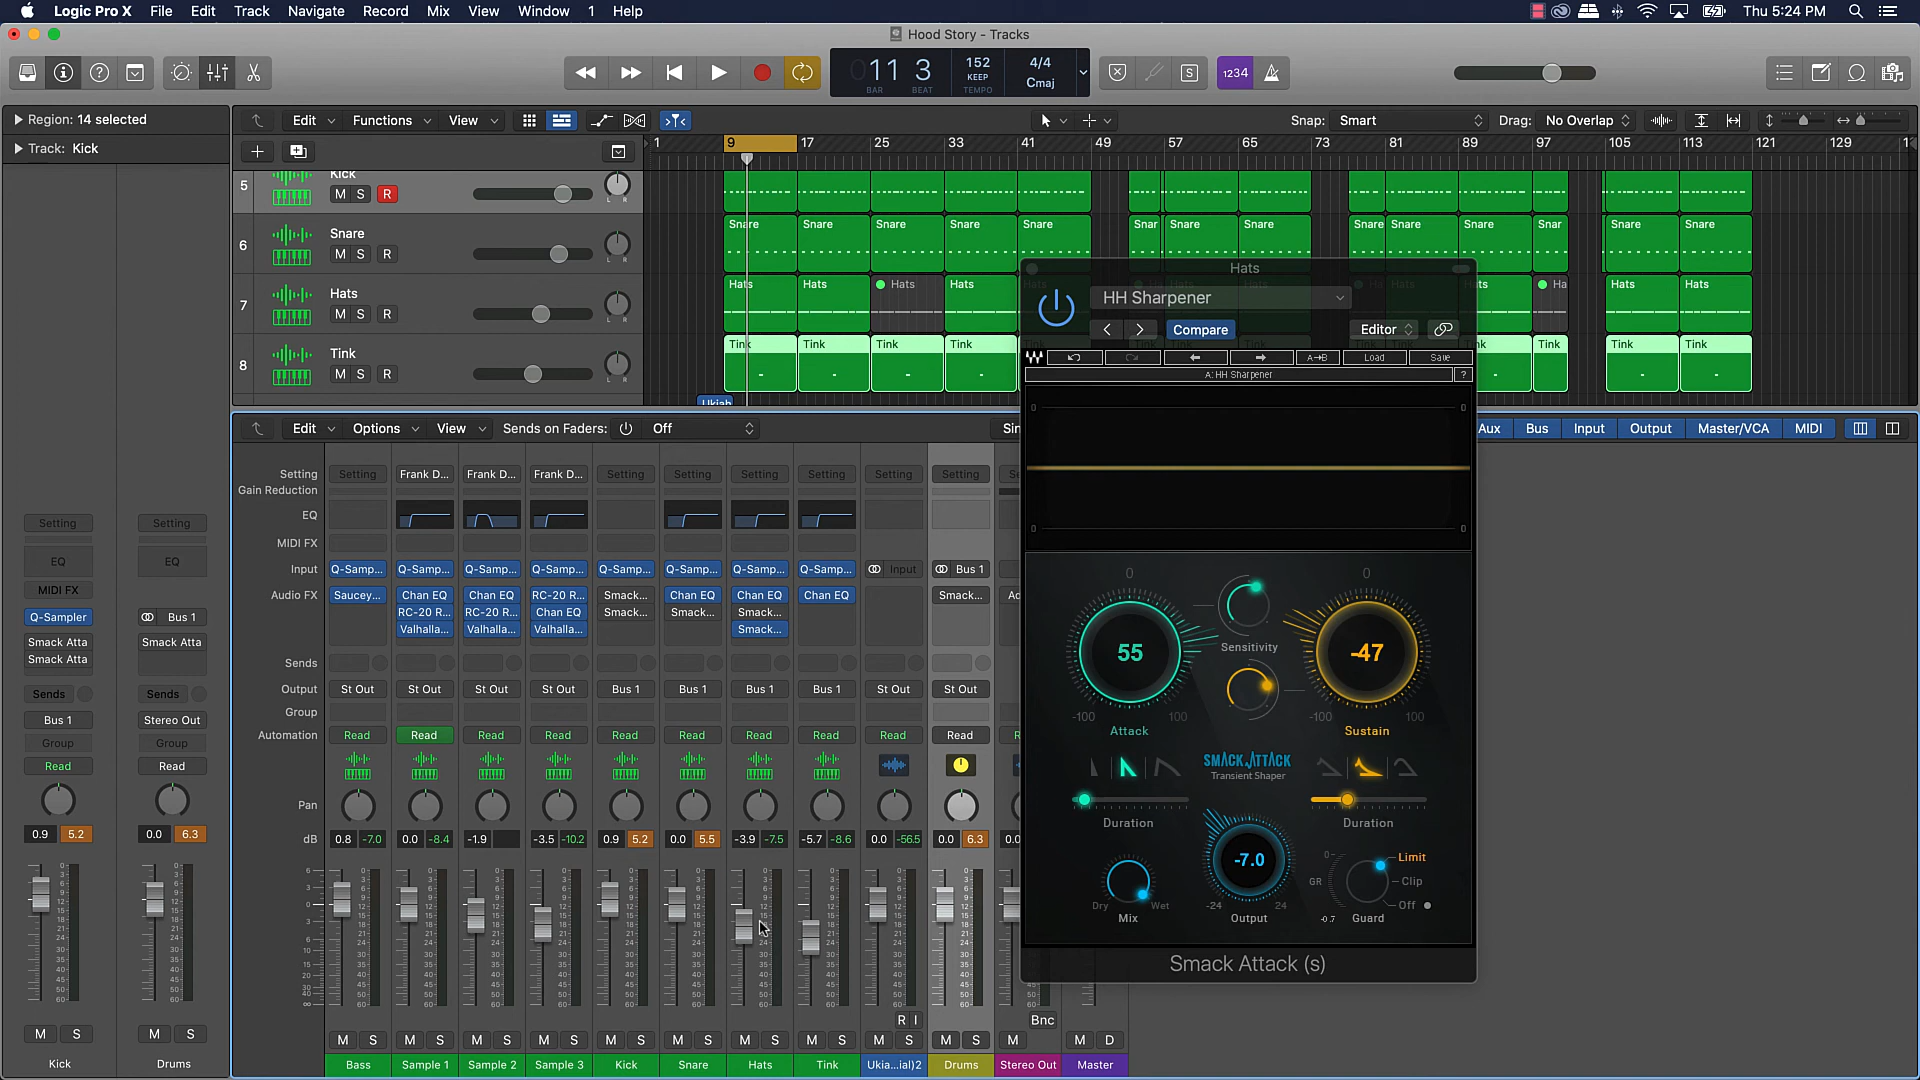 Logic Pro X File Edit Track Navigate Record Mix View Window 1 Help Thu 5:24 PM
Hood Story - Tracks
11 3 152 KEEP 4/4 Cmaj
BAR BEAT TEMPO
S 1234
Region: 14 selected
Track: Kick
Edit Functions View Snap: Smart Drag: No Overlap
1 9 17 25 33 41 49 57 65 73 81 89 97 105 113 121 129
5 Kick
M S R L R
6 Snare
M S R L R
Snare Snare Snare Snare Snare Snare Snare Snare Snare Snare Snare Snar Snare Snare
7 Hats
M S R L R
Hats Hats Hats Hats Hats Ha Hats Hats
8 Tink
M S R
Tink Tink Tink Tink Tink Tink Tink Tink
Edit Options View Sends on Faders: Off Sin Aux Bus Input Output Master/VCA MIDI
Setting Setting Frank D... Frank D... Frank D... Setting Setting Setting Setting Setting Setting
Gain Reduction
EQ
MIDI FX
Input Q-Samp... Q-Samp... Q-Samp... Q-Samp... Q-Samp... Q-Samp... Q-Samp... Q-Samp... Input Bus 1
Audio FX Saucey... Chan EQ Chan EQ RC-20 R... Smack... Chan EQ Chan EQ Chan EQ Smack...
RC-20 R... RC-20 R... Chan EQ Smack... Smack... Smack...
Valhalla... Valhalla... Valhalla... Smack...
Sends
Output St Out St Out St Out St Out Bus 1 Bus 1 Bus 1 Bus 1 St Out St Out
Group
Automation Read Read Read Read Read Read Read Read Read Read
Pan
dB 0.8 -7.0 0.0 -8.4 -1.9 -3.5 -10.2 0.9 5.2 0.0 5.5 -3.9 -7.5 -5.7 -8.6 0.0 -56.5 0.0 6.3 0.0
R I Bnc
M S M S M S M S M S M S M S M S M S M S M M D
Bass Sample 1 Sample 2 Sample 3 Kick Snare Hats Tink Ukia...ial)2 Drums Stereo Out Master
Setting Setting
EQ EQ
MIDI FX
Q-Sampler Bus 1
Smack Atta Smack Atta
Smack Atta
Sends Sends
Bus 1 Stereo Out
Group Group
Read Read
0.9 5.2 0.0 6.3
M S M S
Kick Drums
Hats
HH Sharpener
Compare Editor
A→B Load Save
A: HH Sharpener ?
0 0
0 0
0 0
55 Sensitivity -47
-100 100 -100 100
Attack Sustain
SMACK ATTACK
Transient Shaper
Duration Duration
-7.0
Limit
GR Clip
Off
Dry Wet -24 24
Mix Output -0.7 Guard
Smack Attack (s)